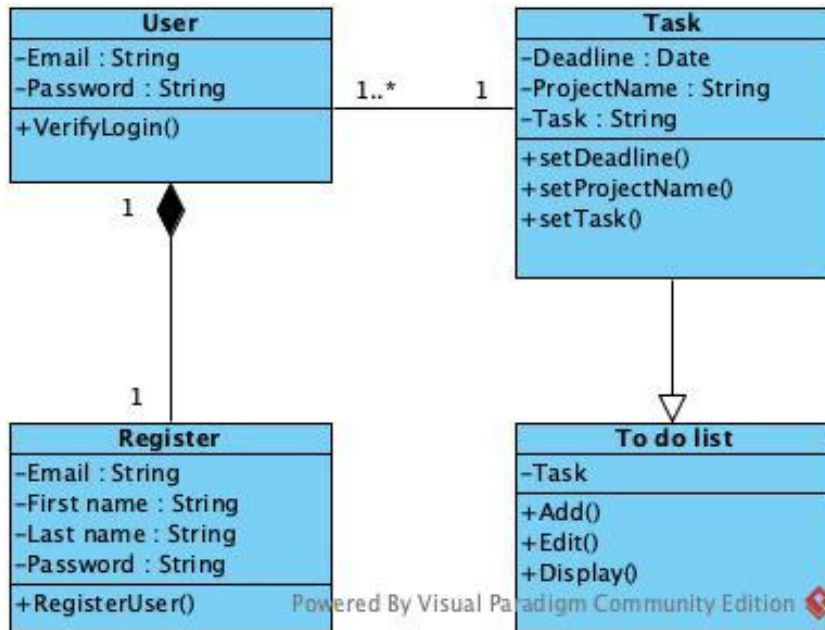 User
-Email : String
-Password : String
+VerifyLogin()
1..*
1
Task
-Deadline : Date
-ProjectName : String
-Task : String
+setDeadline()
+setProjectName()
+setTask()
1
1
Register
-Email : String
-First name : String
-Last name : String
-Password : String
+RegisterUser()
To do list
-Task
+Add()
+Edit()
+Display()
Powered By Visual Paradigm Community Edition